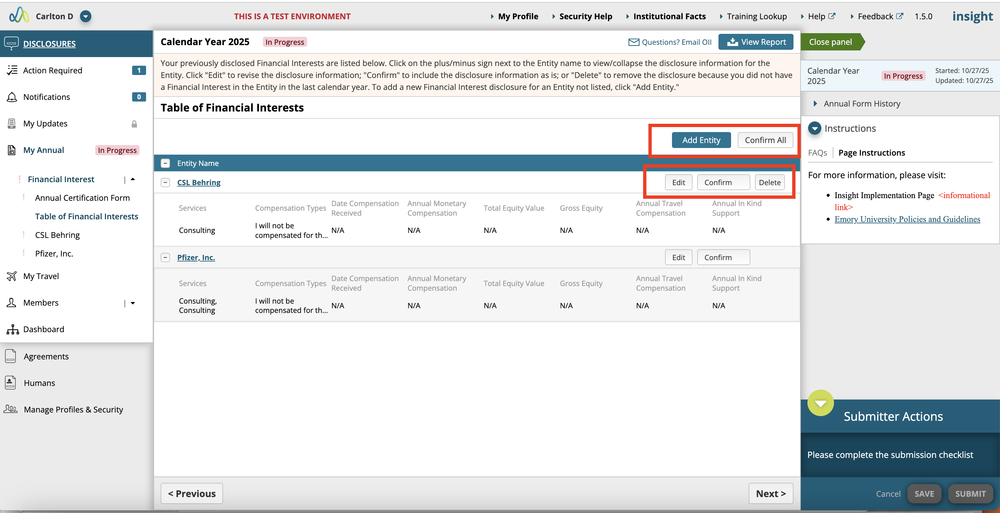 Carlton D
THIS IS A TEST ENVIRONMENT
My Profile
Security Help
Institutional Facts
Training Lookup
Help
Feedback
1.5.0
insight
DISCLOSURES
Action Required 1
Notifications 0
My Updates
My Annual In Progress
Financial Interest
Annual Certification Form
Table of Financial Interests
CSL Behring
Pfizer, Inc.
My Travel
Members
Dashboard
Agreements
Humans
Manage Profiles & Security
Calendar Year 2025 In Progress
Questions? Email OII
View Report
Your previously disclosed Financial Interests are listed below. Click on the plus/minus sign next to the Entity name to view/collapse the disclosure information for the
Entity. Click "Edit" to revise the disclosure information; "Confirm" to include the disclosure information as is; or "Delete" to remove the disclosure because you did not have
a Financial Interest in the Entity in the last calendar year. To add a new Financial Interest disclosure for an Entity not listed, click "Add Entity."
Table of Financial Interests
Add Entity Confirm All
Entity Name
CSL Behring Edit Confirm Delete
Services
Compensation Types
Date Compensation
Received
Annual Monetary
Compensation
Total Equity Value
Gross Equity
Annual Travel
Compensation
Annual In Kind
Support
Consulting
I will not be
compensated for th...
N/A N/A N/A N/A N/A N/A
Pfizer, Inc. Edit Confirm
Services
Compensation Types
Date Compensation
Received
Annual Monetary
Compensation
Total Equity Value
Gross Equity
Annual Travel
Compensation
Annual In Kind
Support
Consulting,
Consulting
I will not be
compensated for th...
N/A N/A N/A N/A N/A N/A
< Previous
Next >
Close panel
Calendar Year
2025
In Progress
Started: 10/27/25
Updated: 10/27/25
Annual Form History
Instructions
FAQs Page Instructions
For more information, please visit:
Insight Implementation Page <informational
link>
Emory University Policies and Guidelines
Submitter Actions
Please complete the submission checklist
Cancel SAVE SUBMIT